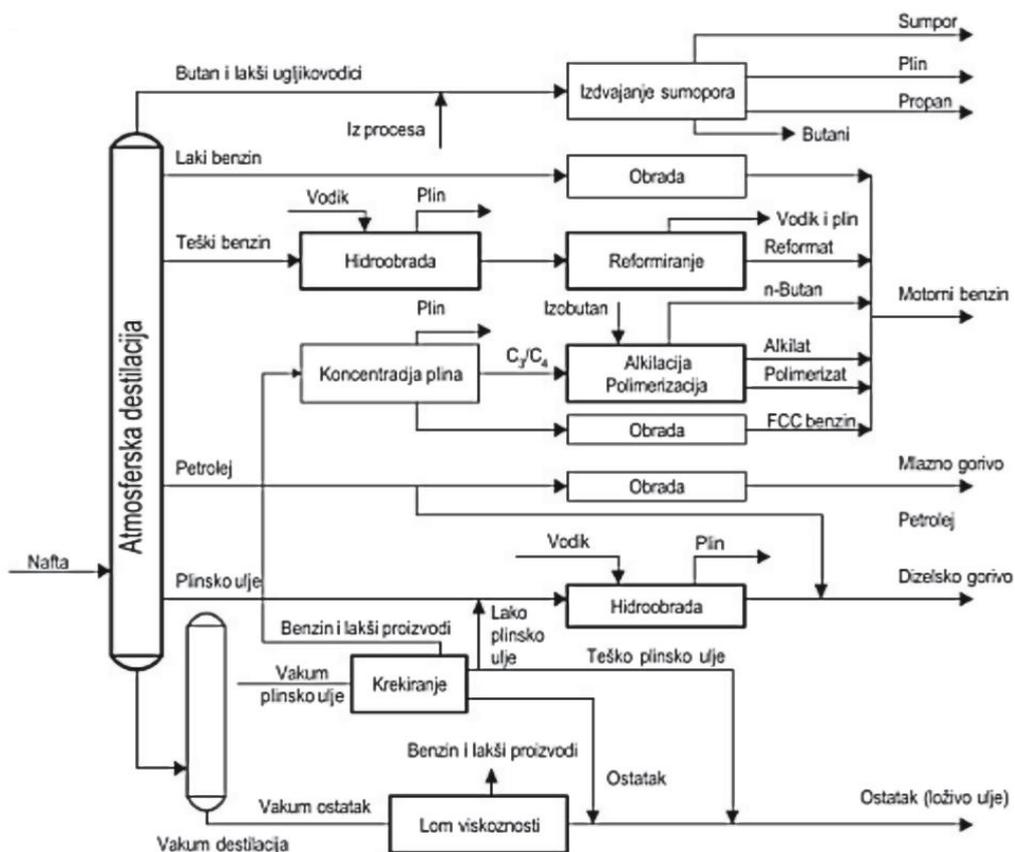 Sumpor
Butan i lakši ugljikovodici
Plin
Izdvajanje sumopora
Propan
Iz procesa
Butani
Laki benzin
Obrada
Vodik
Plin
Vodik i plin
Teški benzin
Hidroobrada
Reformiranje
Reformat
n-Butan
Motorni benzin
Plin
Izobutan
Atmosferska destilacija
Koncentradja plina
C₃/C₄
Alkilacija
Polimerizacija
Alkilat
Polimerizat
FCC benzin
Obrada
Petrolej
Mlazno gorivo
Obrada
Petrolej
Nafta
Vodik
Plin
Plinsko ulje
Dizelsko gorivo
Hidroobrada
Benzin i lakši proizvodi
Lako
plinsko
ulje
Teško plinsko ulje
Vakum
plinsko ulje
Krekiranje
Benzin i lakši proizvodi
Ostatak
Vakum ostatak
Lom viskoznosti
Ostatak (loživo ulje)
Vakum destilacija